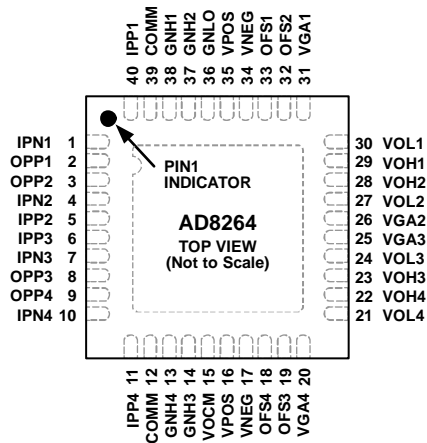 IPP1 COMM GNH1 GNH2 GNLO VPOS VNEG OFS1 OFS2 VGA1
40 39 38 37 36 35 34 33 32 31
IPN1 1
OPP1 2
OPP2 3
IPN2 4
IPP2 5
IPP3 6
IPN3 7
OPP3 8
OPP4 9
IPN4 10
PIN1
INDICATOR
AD8264
TOP VIEW
(Not to Scale)
30 VOL1
29 VOH1
28 VOH2
27 VOL2
26 VGA2
25 VGA3
24 VOL3
23 VOH3
22 VOH4
21 VOL4
11 12 13 14 15 16 17 18 19 20
IPP4 COMM GNH4 GNH3 VOCM VPOS VNEG OFS4 OFS3 VGA4